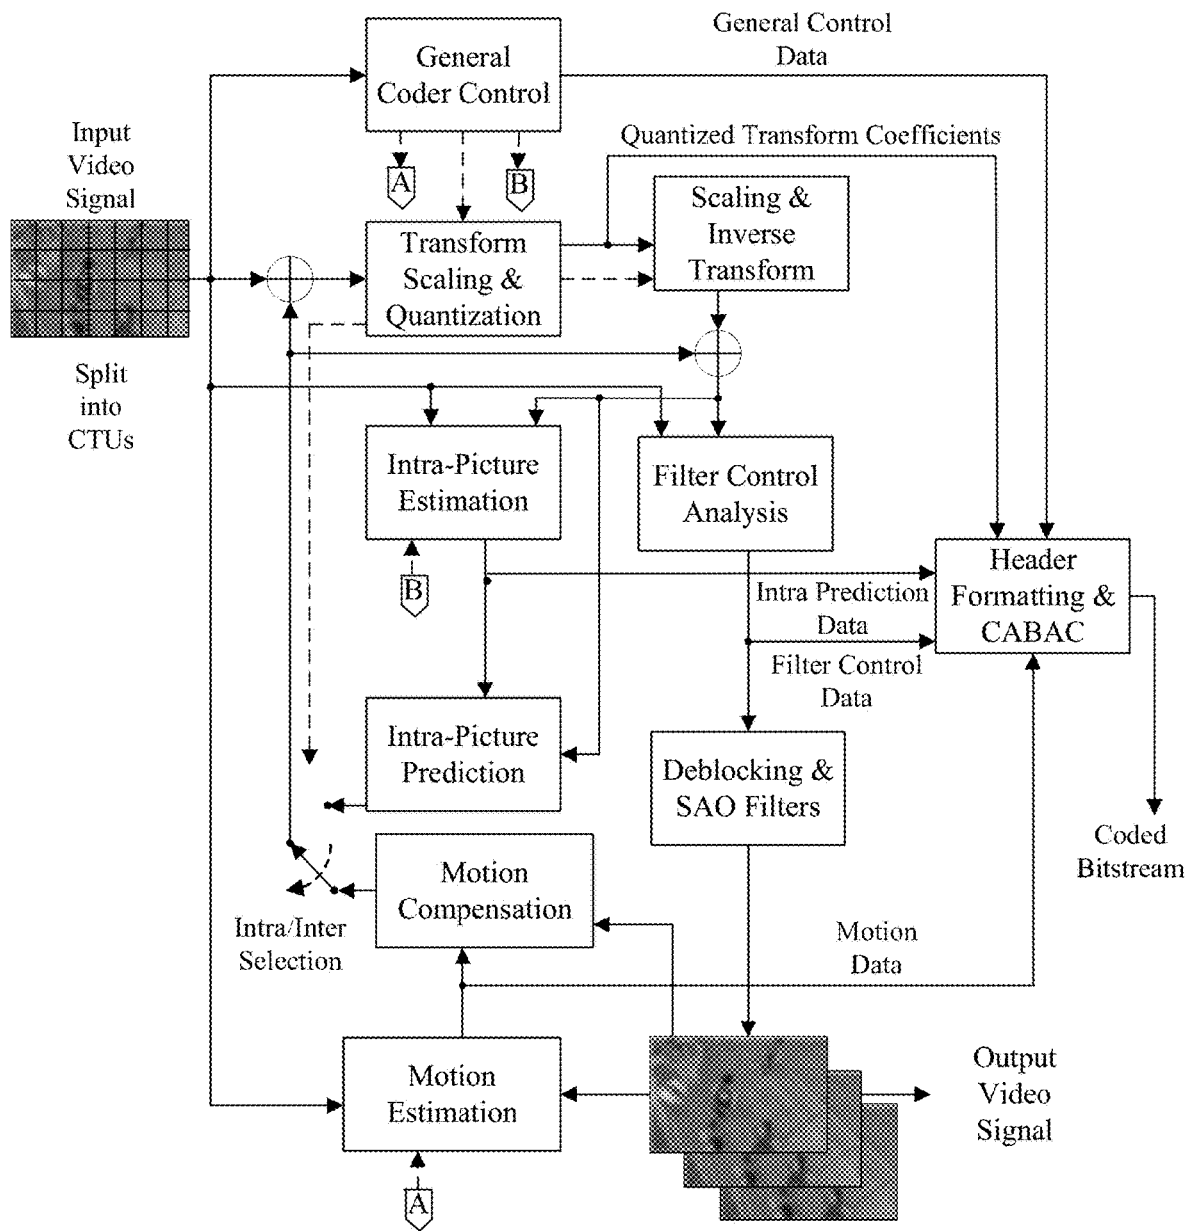 General Control
Data
General
Coder Control
Input
Video
Signal
Quantized Transform Coefficients
A
B
Scaling &
Inverse
Transform
Transform
Scaling &
Quantization
Split
into
CTUs
Intra-Picture
Estimation
Filter Control
Analysis
B
Header
Formatting &
CABAC
Intra Prediction
Data
Filter Control
Data
Intra-Picture
Prediction
Deblocking &
SAO Filters
Coded
Bitstream
Motion
Compensation
Intra/Inter
Selection
Motion
Data
Motion
Estimation
Output
Video
Signal
A